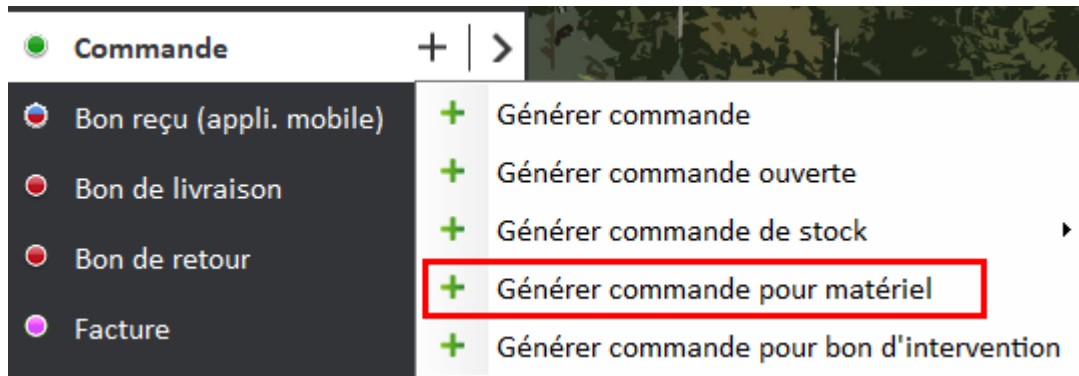 Commande
Bon reçu (appli. mobile)
Bon de livraison
Bon de retour
Facture
Générer commande
Générer commande ouverte
Générer commande de stock
Générer commande pour matériel
Générer commande pour bon d'intervention